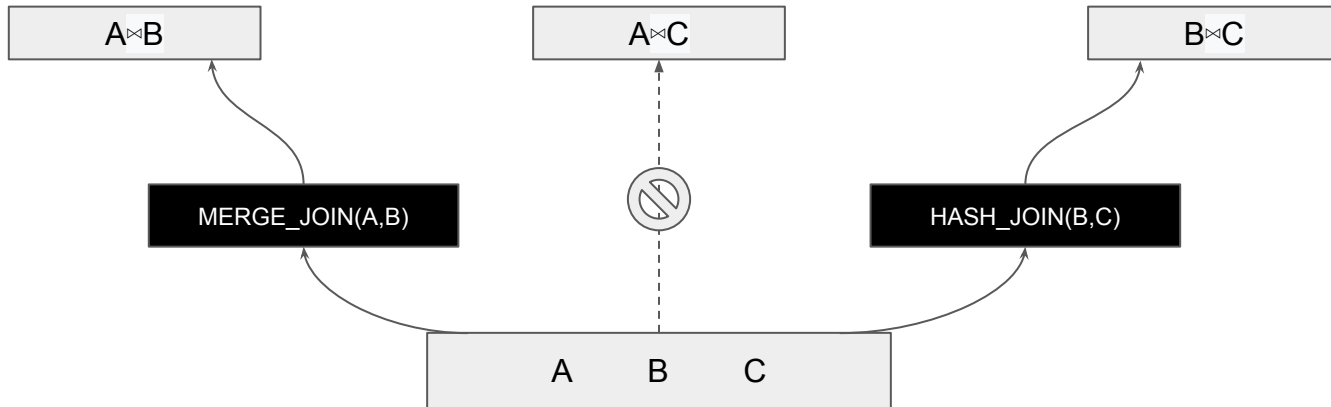 A⋈B
A⋈C
B⋈C
MERGE_JOIN(A,B)
HASH_JOIN(B,C)
A B C